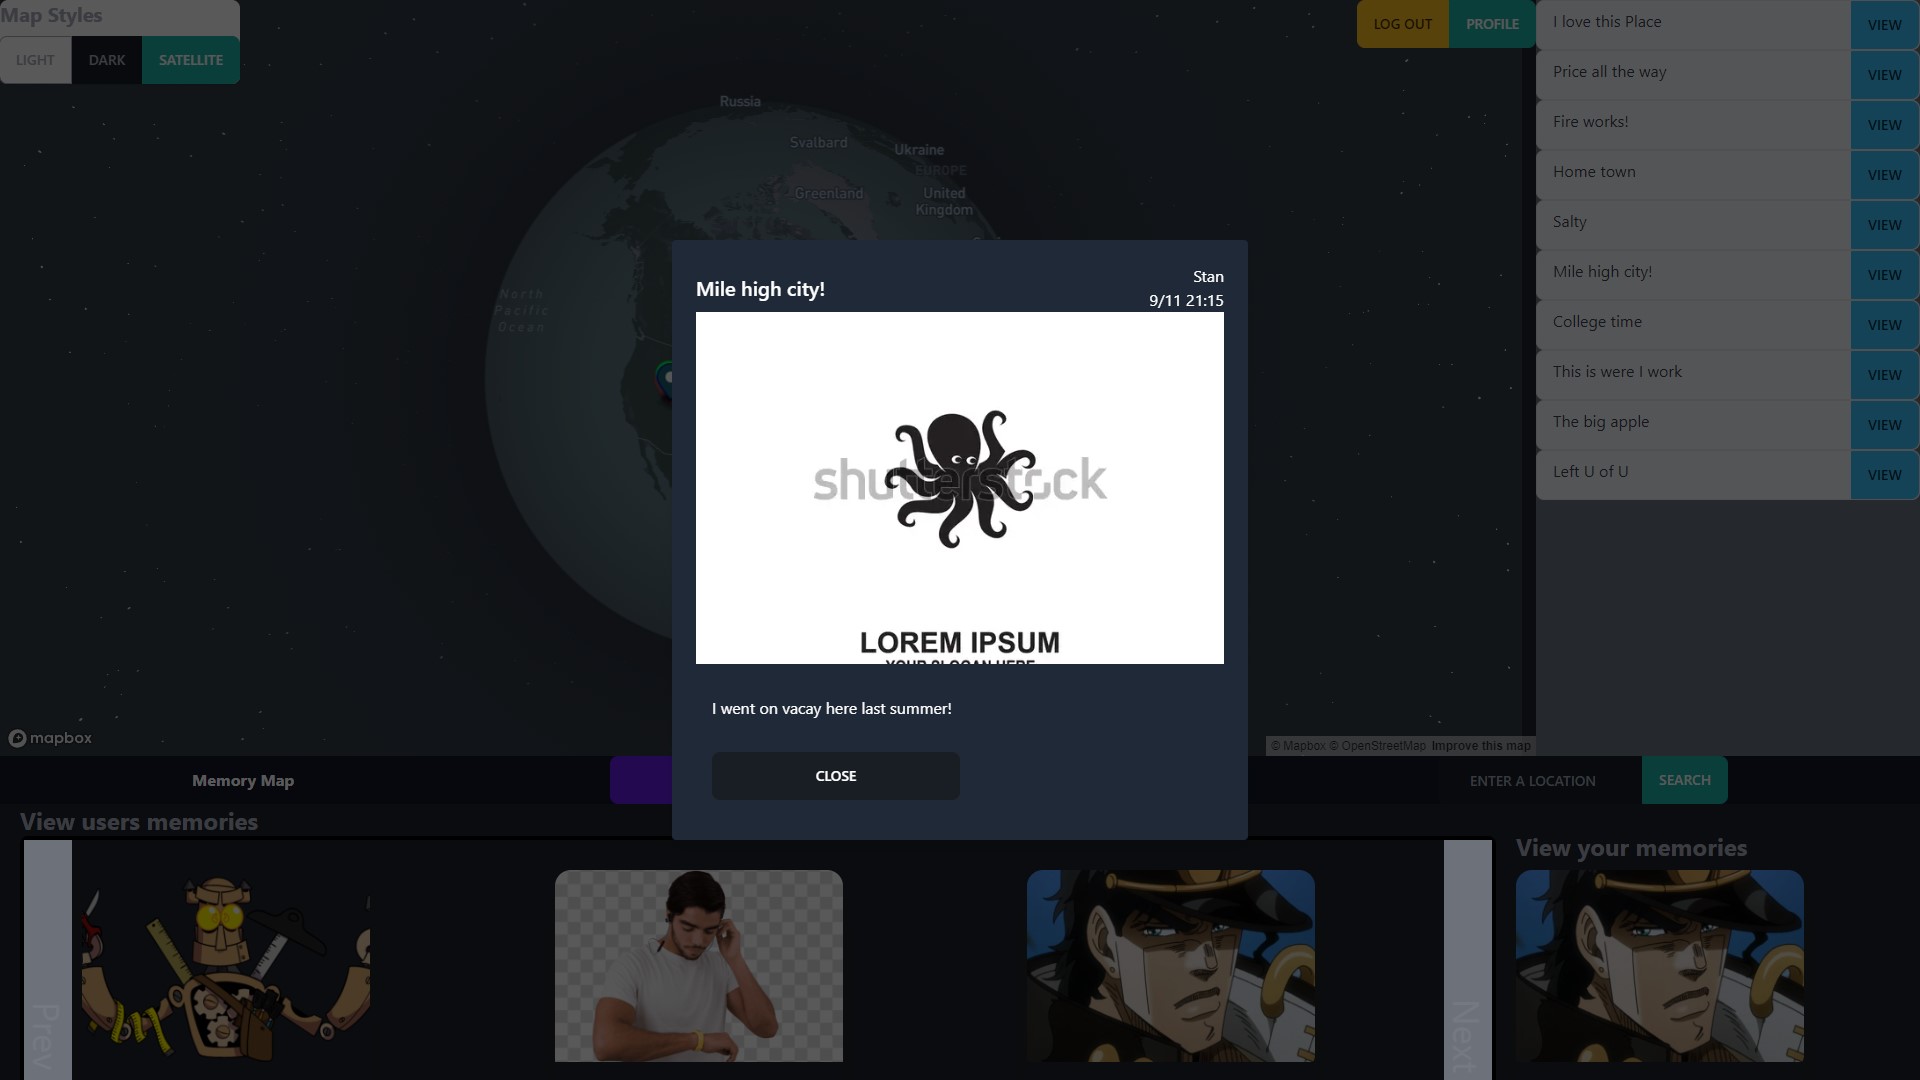 Map Styles
LIGHT
DARK
SATELLITE
LOG OUT
PROFILE
Russia
Svalbard
Ukraine
EUROPE
Greenland
United
Kingdom
North
Pacific
Ocean
I love this Place
VIEW
Price all the way
VIEW
Fire works!
VIEW
Home town
VIEW
Salty
VIEW
Mile high city!
VIEW
College time
VIEW
This is were I work
VIEW
The big apple
VIEW
Left U of U
VIEW
Mile high city!
Stan
9/11 21:15
shutterstock
LOREM IPSUM
YOUR SLOGAN HERE
I went on vacay here last summer!
CLOSE
mapbox
© Mapbox © OpenStreetMap Improve this map
Memory Map
ENTER A LOCATION
SEARCH
View users memories
Prev
Next
View your memories